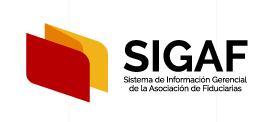 SIGAF
Sistema de Información Gerencial
de la Asociación de Fiduciarias